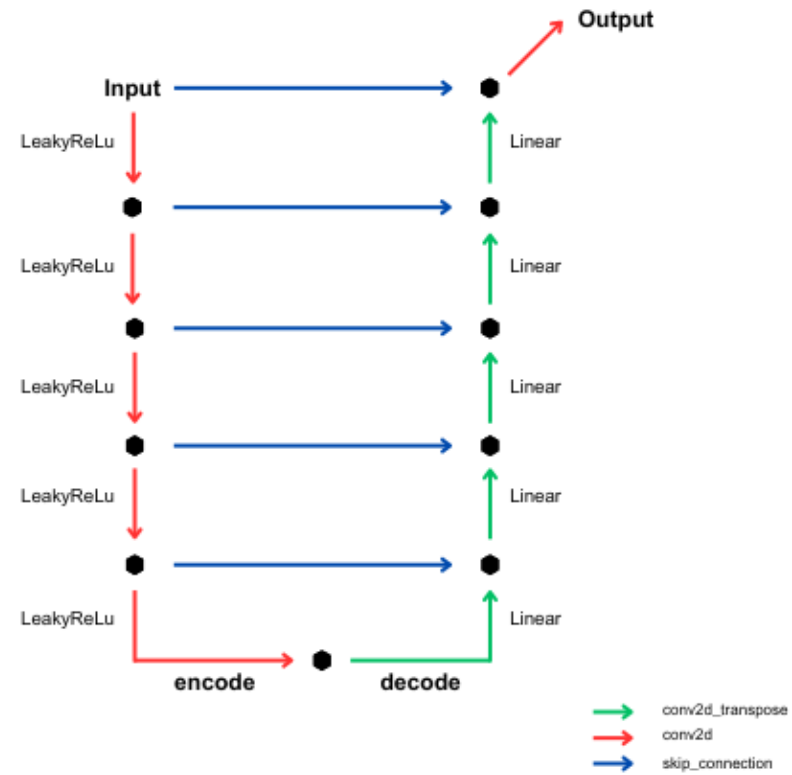 Output
Input
LeakyReLu
Linear
LeakyReLu
Linear
LeakyReLu
Linear
LeakyReLu
Linear
LeakyReLu
Linear
encode
decode
conv2d_transpose
conv2d
skip_connection